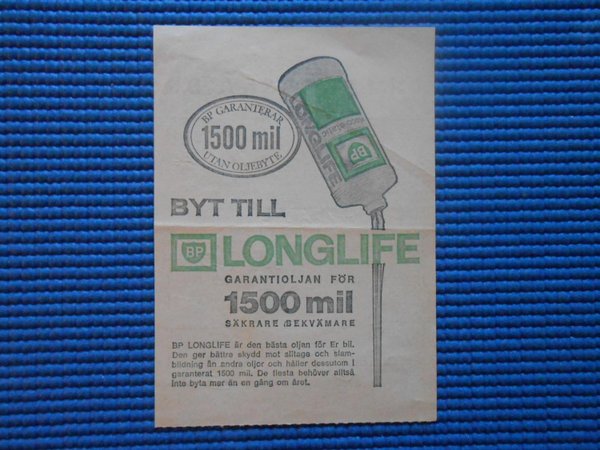 BP GARANTERAR
1500 mil
UTAN OLJEBYTE
LONGLIFE
BP
BYT TILL
BP LONGLIFE
GARANTIOLJAN FÖR
1500 mil
SÄKRARE/BEKVÄMARE
BP LONGLIFE är den bästa oljan för Er bil.
Den ger bättre skydd mot slitage och slam-
bildning än andra oljor och håller dessutom i
garanterat 1500 mil. De flesta behöver alltså
inte byta mer än en gång om året.